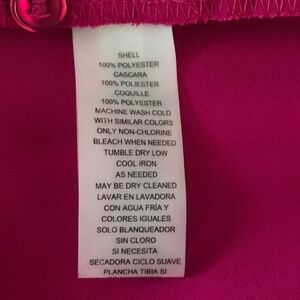 SHELL
100% POLYESTER
CASCARA
100% POLIESTER
COQUILLE
100% POLYESTER
MACHINE WASH COLD
WITH SIMILAR COLORS
ONLY NON-CHLORINE
BLEACH WHEN NEEDED
TUMBLE DRY LOW
COOL IRON
AS NEEDED
MAY BE DRY CLEANED
LAVAR EN LAVADORA
CON AGUA FRÍA Y
COLORES IGUALES
SOLO BLANQUEADOR
SIN CLORO
SI NECESITA
SECADORA CICLO SUAVE
PLANCHA TIBIA SI